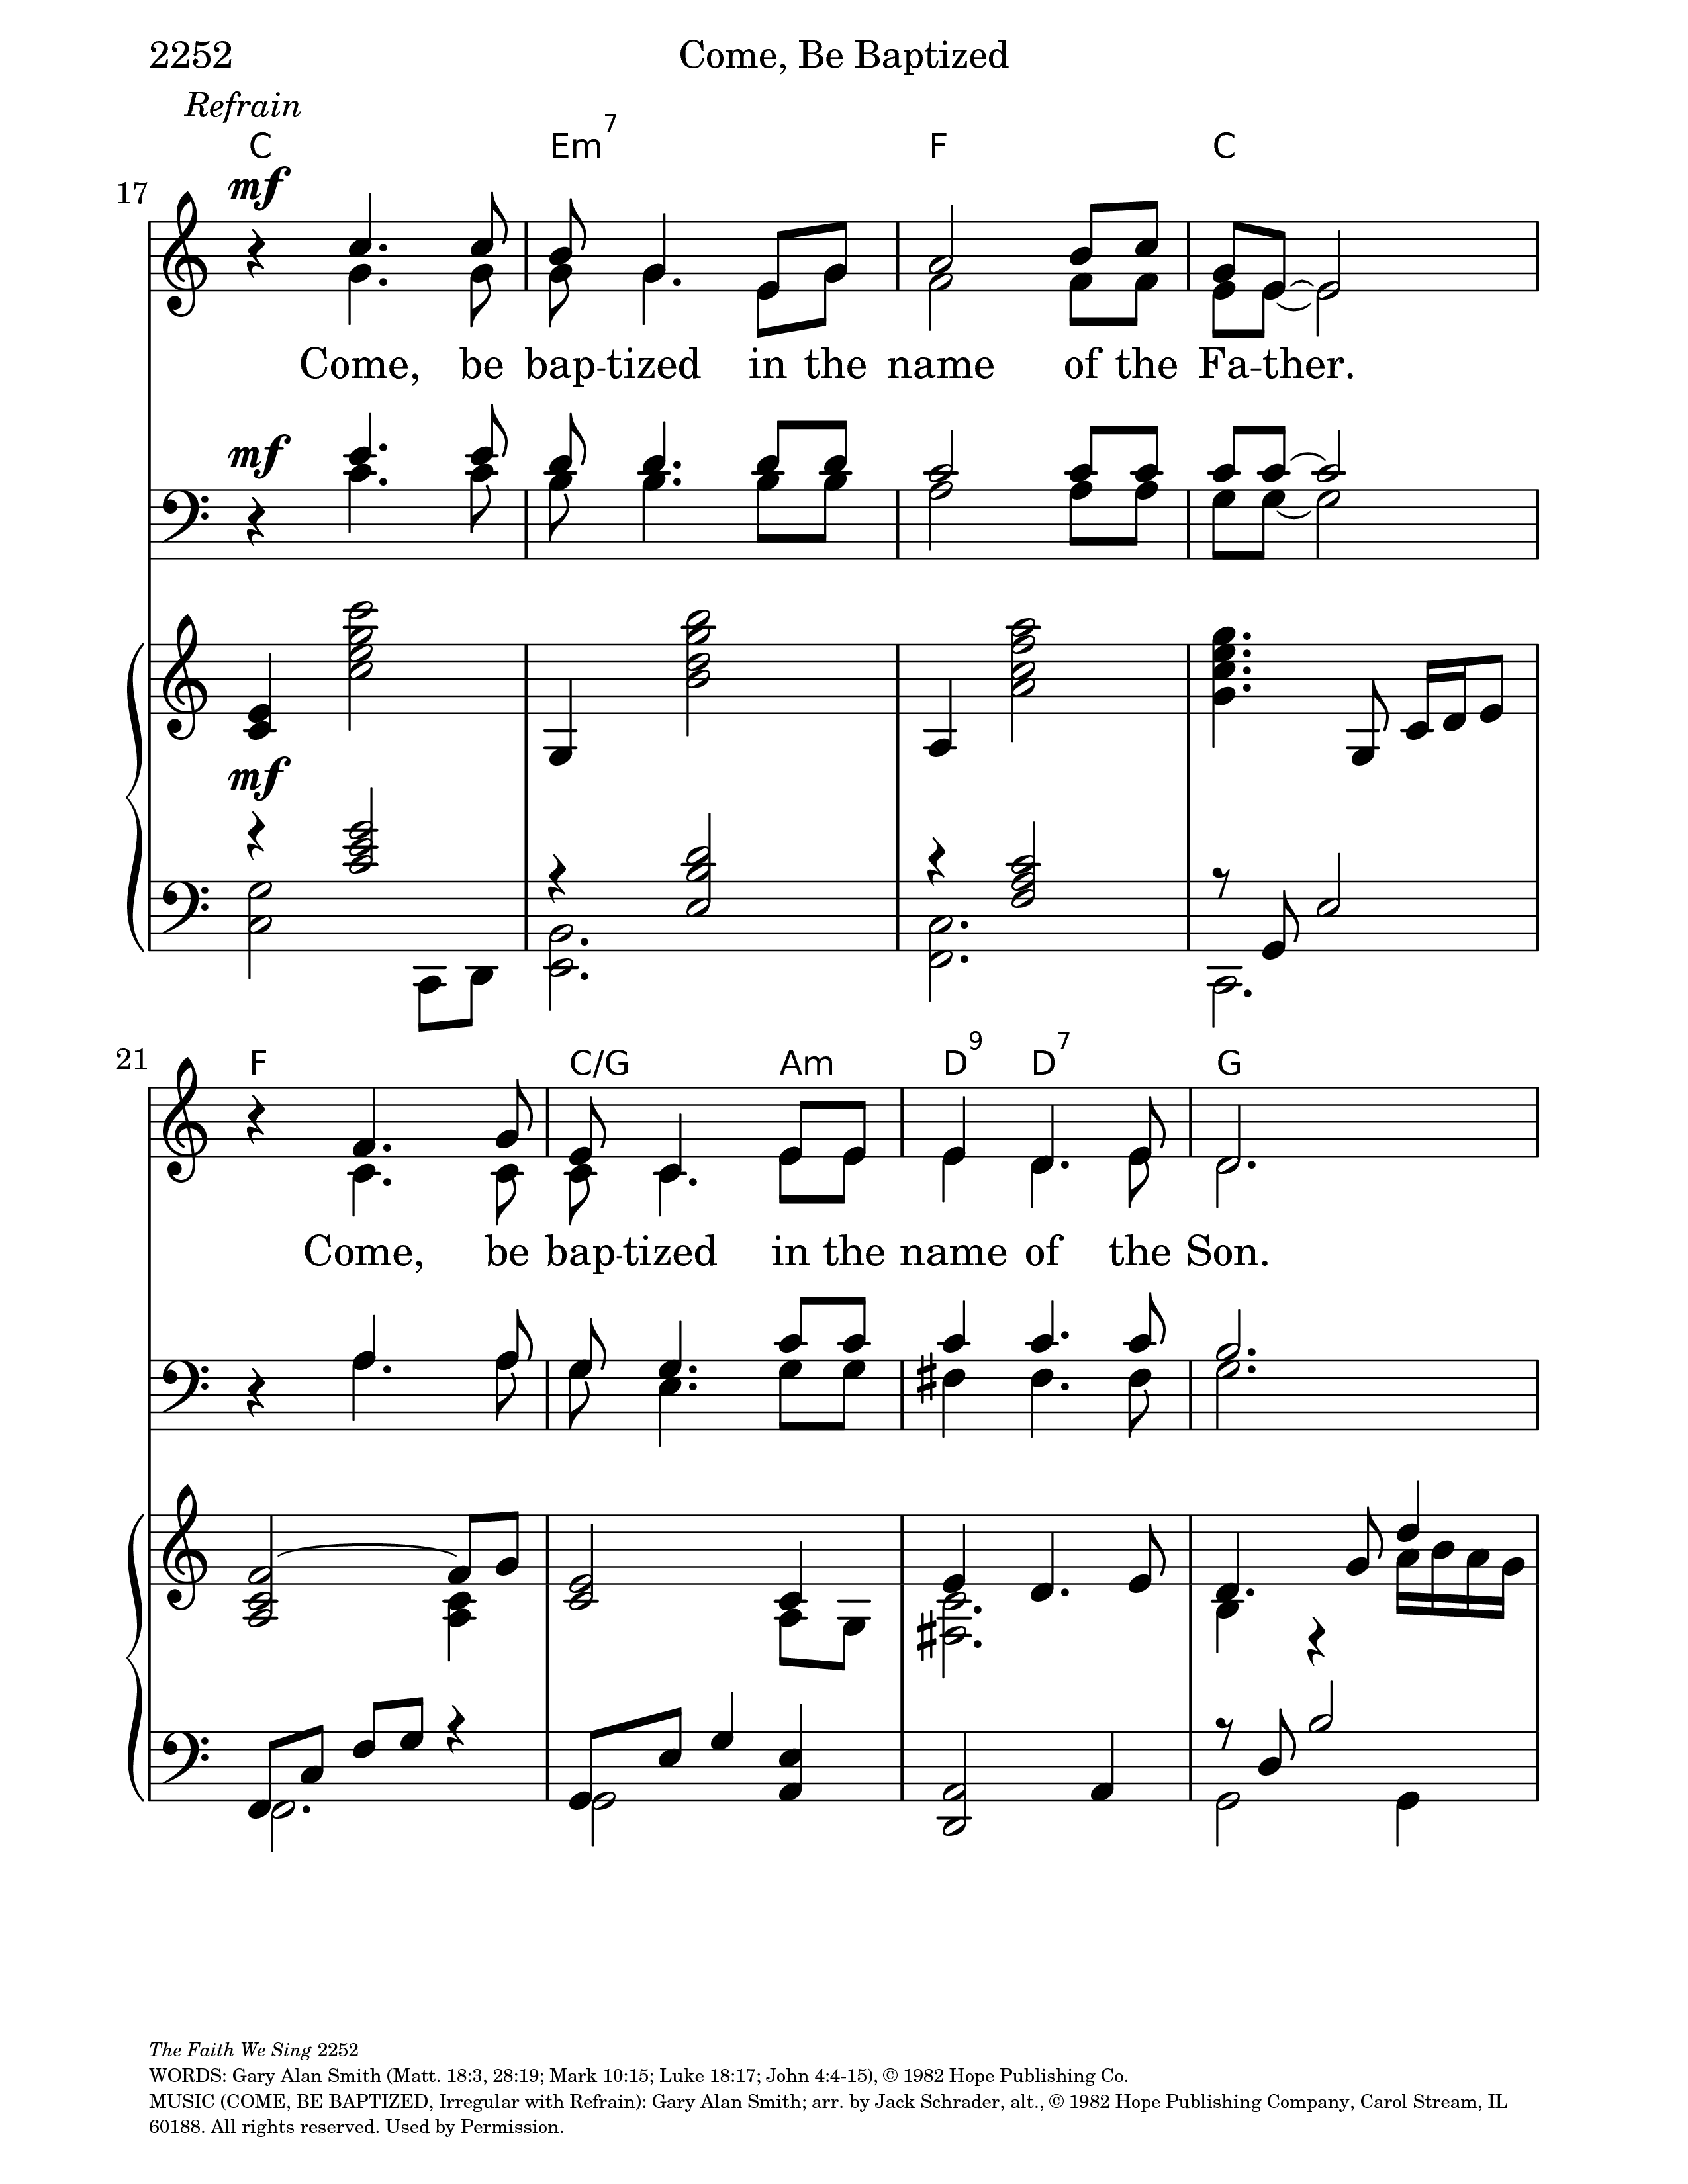 2252 Come, Be Baptized
Refrain
C Em7 F C
17 mf
Come, be bap-tized in the name of the Fa-ther.
mf
mf
21 F C/G Am D9 D7 G
Come, be bap-tized in the name of the Son.
The Faith We Sing 2252
WORDS: Gary Alan Smith (Matt. 18:3, 28:19; Mark 10:15; Luke 18:17; John 4:4-15), © 1982 Hope Publishing Co.
MUSIC (COME, BE BAPTIZED, Irregular with Refrain): Gary Alan Smith; arr. by Jack Schrader, alt., © 1982 Hope Publishing Company, Carol Stream, IL
60188. All rights reserved. Used by Permission.